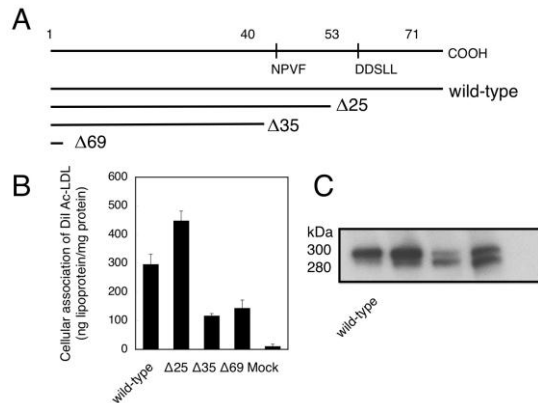 A
1 40 53 71
COOH
NPVF DDSLL
wild-type
Δ25
Δ35
Δ69
B
Cellular association of Dil Ac-LDL
(ng lipoprotein/mg protein)
600
500
400
300
200
100
0
wild-type Δ25 Δ35 Δ69 Mock
C
kDa
300
280
wild-type